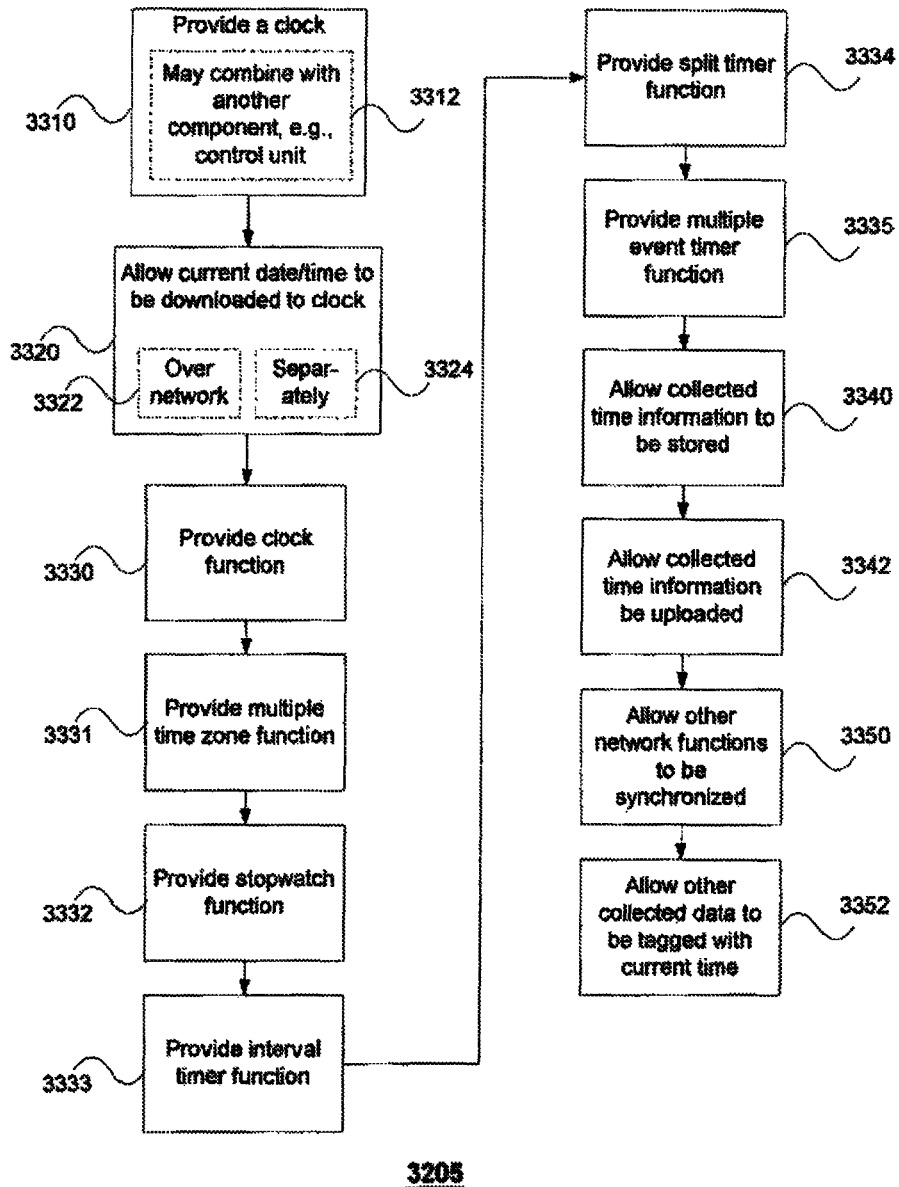 Provide a clock
May combine with
another
component, e.g.,
control unit
3310
3312
Allow current date/time to
be downloaded to clock
3320
Over
network
3322
Separ-
ately
3324
Provide clock
function
3330
Provide multiple
time zone function
3331
Provide stopwatch
function
3332
Provide interval
timer function
3333
Provide split timer
function
3334
Provide multiple
event timer
function
3335
Allow collected
time information to
be stored
3340
Allow collected
time information
be uploaded
3342
Allow other
network functions
to be
synchronized
3350
Allow other
collected data to
be tagged with
current time
3352
3205